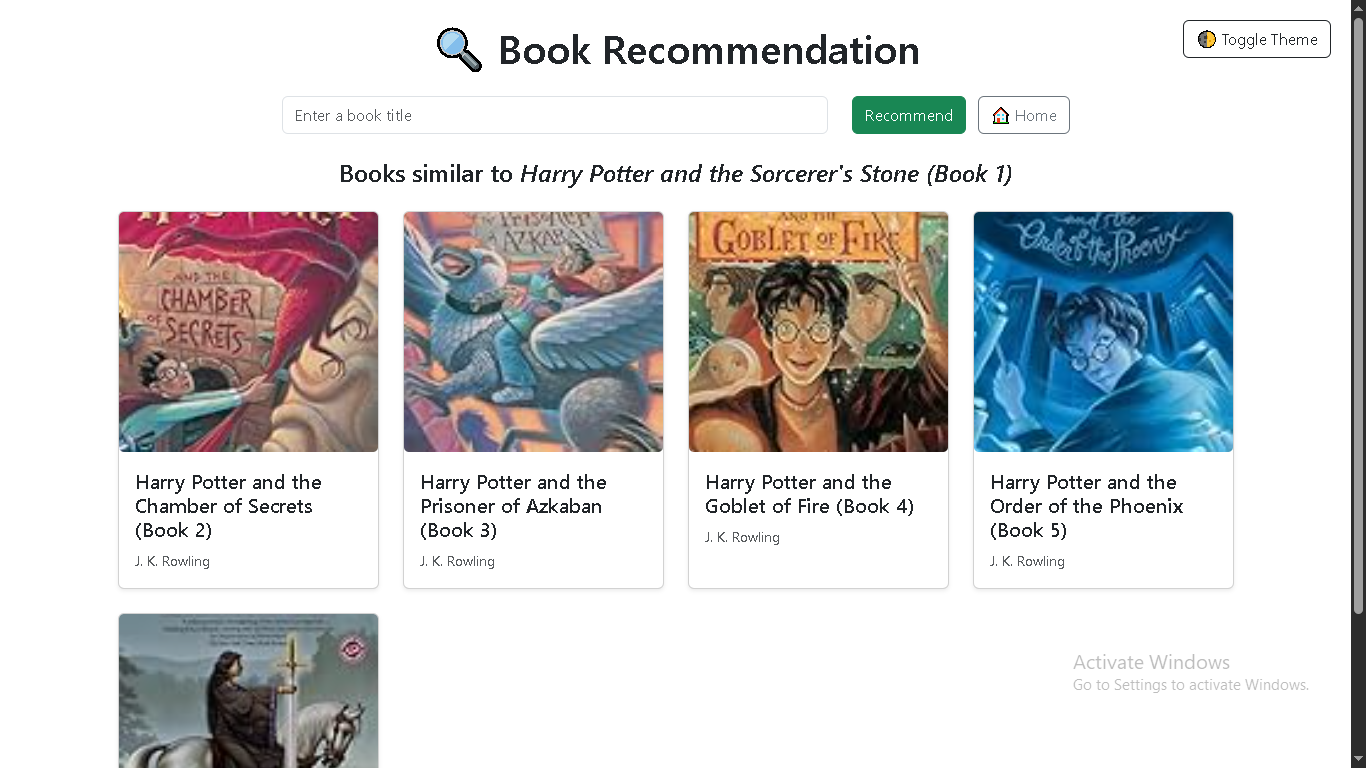 Book Recommendation
Toggle Theme
Enter a book title
Recommend
Home
Books similar to Harry Potter and the Sorcerer's Stone (Book 1)
AND THE
CHAMBER
OF
SECRETS
PRISONER
AZKABAN
AND THE
GOBLET OF FIRE
and the
Order of the Phoenix
Harry Potter and the
Chamber of Secrets
(Book 2)
J. K. Rowling
Harry Potter and the
Prisoner of Azkaban
(Book 3)
J. K. Rowling
Harry Potter and the
Goblet of Fire (Book 4)
J. K. Rowling
Harry Potter and the
Order of the Phoenix
(Book 5)
J. K. Rowling
Activate Windows
Go to Settings to activate Windows.